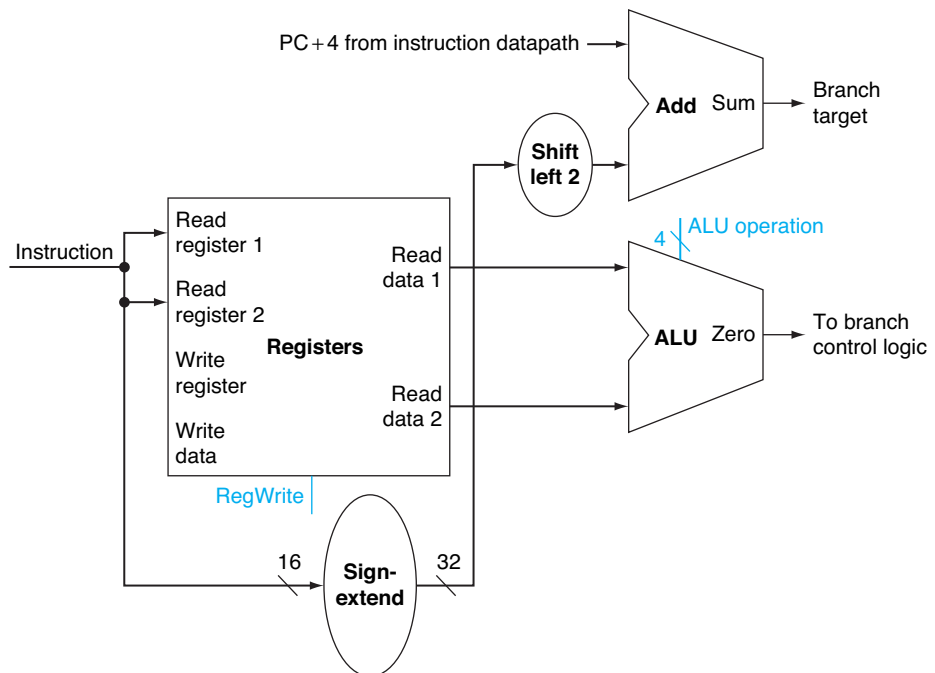 PC+4 from instruction datapath
Add
Sum
Branch
target
Shift
left 2
Instruction
Read
register 1
Read
register 2
Write
register
Write
data
Registers
Read
data 1
Read
data 2
RegWrite
4
ALU operation
ALU
Zero
To branch
control logic
16
Sign-
extend
32